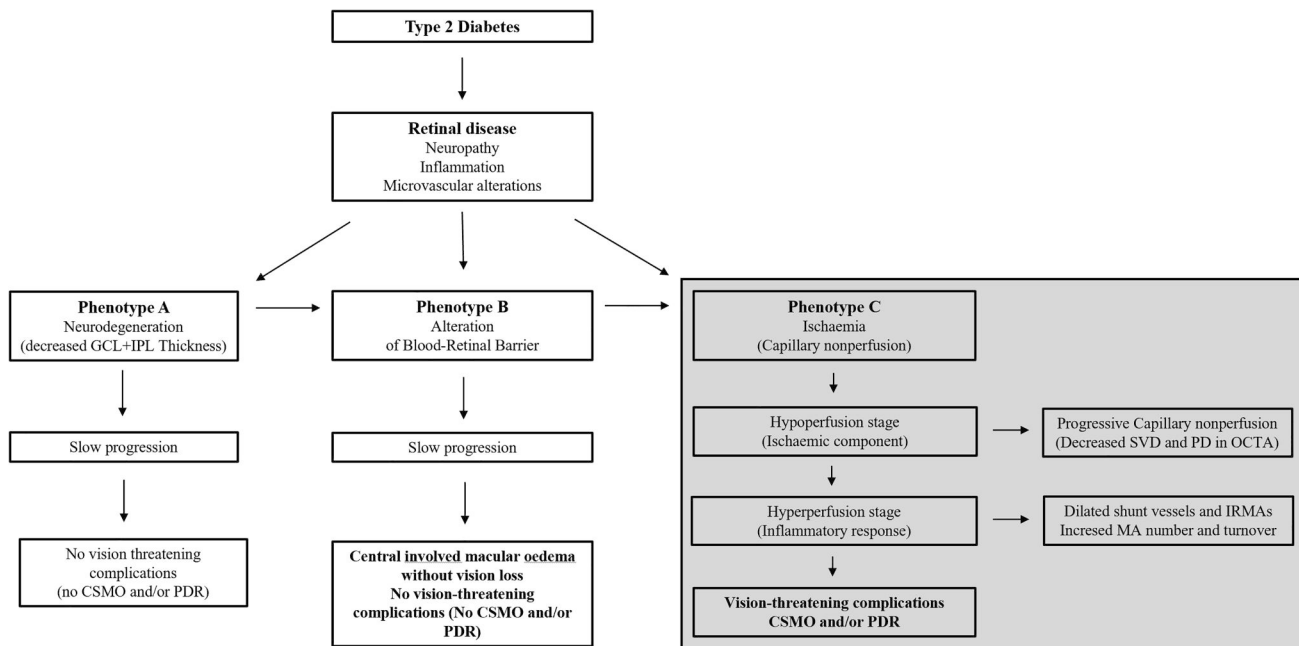 Type 2 Diabetes
Retinal disease
Neuropathy
Inflammation
Microvascular alterations
Phenotype A
Neurodegeneration
(decreased GCL+IPL Thickness)
Slow progression
No vision threatening
complications
(no CSMO and/or PDR)
Phenotype B
Alteration
of Blood-Retinal Barrier
Slow progression
Central involved macular oedema
without vision loss
No vision-threatening
complications (No CSMO and/or
PDR)
Phenotype C
Ischaemia
(Capillary nonperfusion)
Hypoperfusion stage
(Ischaemic component)
Progressive Capillary nonperfusion
(Decreased SVD and PD in OCTA)
Hyperperfusion stage
(Inflammatory response)
Dilated shunt vessels and IRMAs
Incresed MA number and turnover
Vision-threatening complications
CSMO and/or PDR